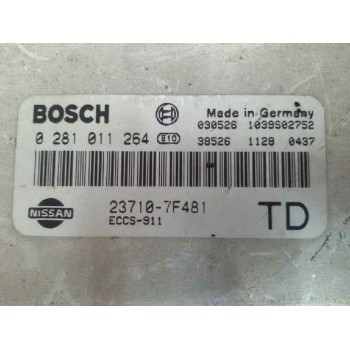 BOSCH
Made in Germany
030526 1039S02752
0 281 011 264 E10 38526 1128 0437
NISSAN
23710-7F481
ECCS-911
TD